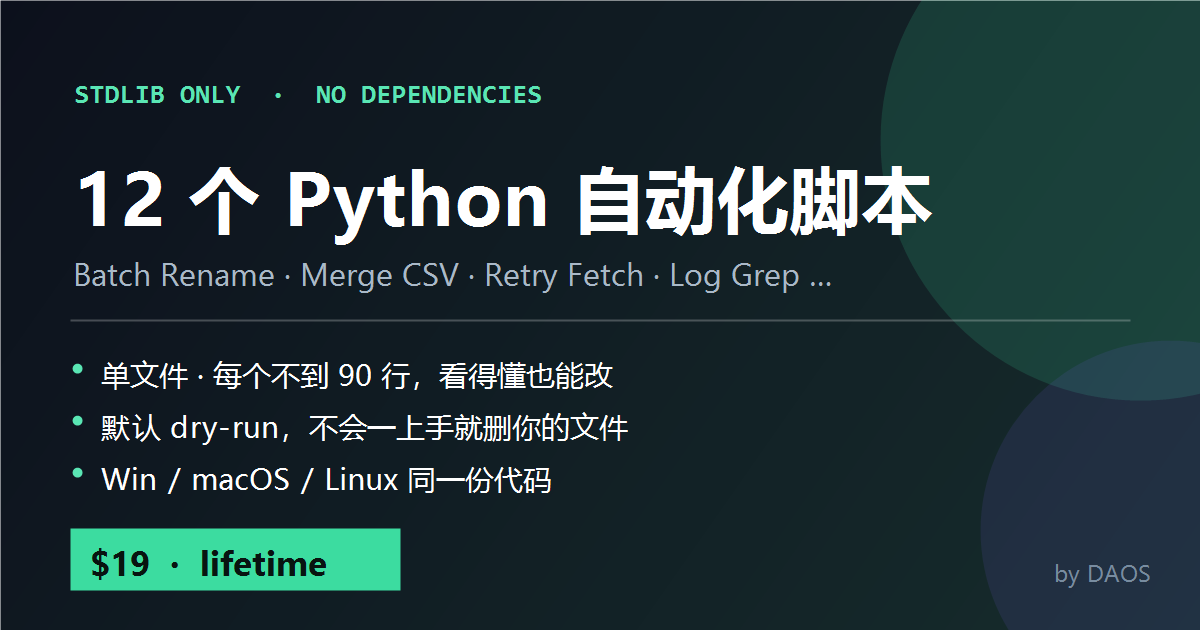 STDLIB ONLY · NO DEPENDENCIES
12 个 Python 自动化脚本
Batch Rename · Merge CSV · Retry Fetch · Log Grep ...
• 单文件 · 每个不到 90 行，看得懂也能改
• 默认 dry-run，不会一上手就删你的文件
• Win / macOS / Linux 同一份代码
$19 · lifetime
by DAOS